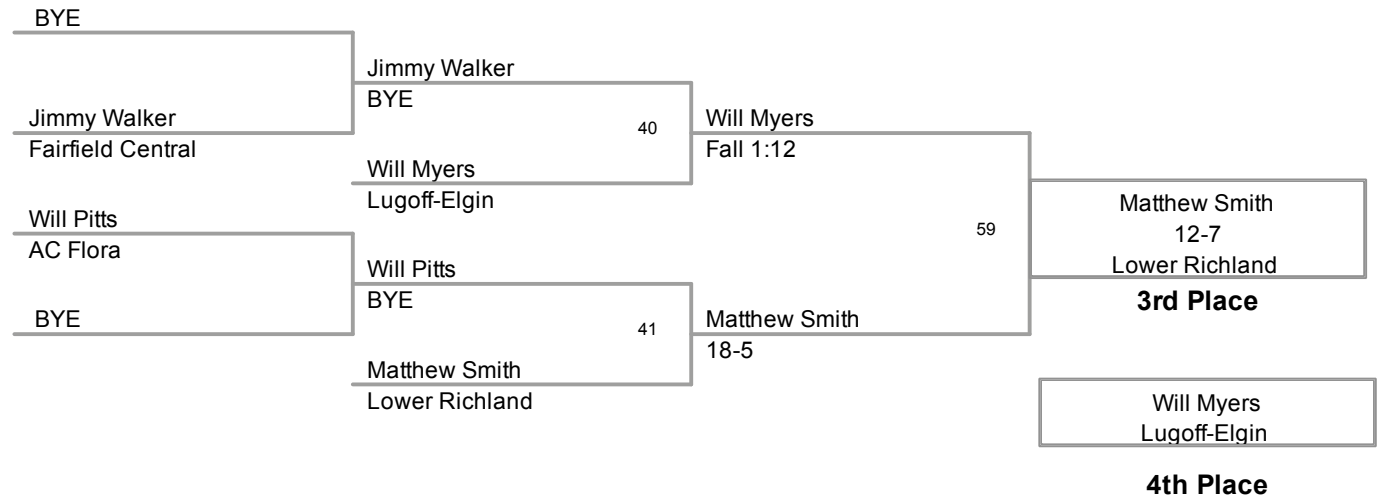 BYE
Jimmy Walker
Fairfield Central
Will Pitts
AC Flora
BYE
Jimmy Walker
BYE
40
Will Myers
Lugoff-Elgin
Will Pitts
BYE
41
Matthew Smith
Lower Richland
Will Myers
Fall 1:12
59
Matthew Smith
18-5
Matthew Smith
12-7
Lower Richland
3rd Place
Will Myers
Lugoff-Elgin
4th Place